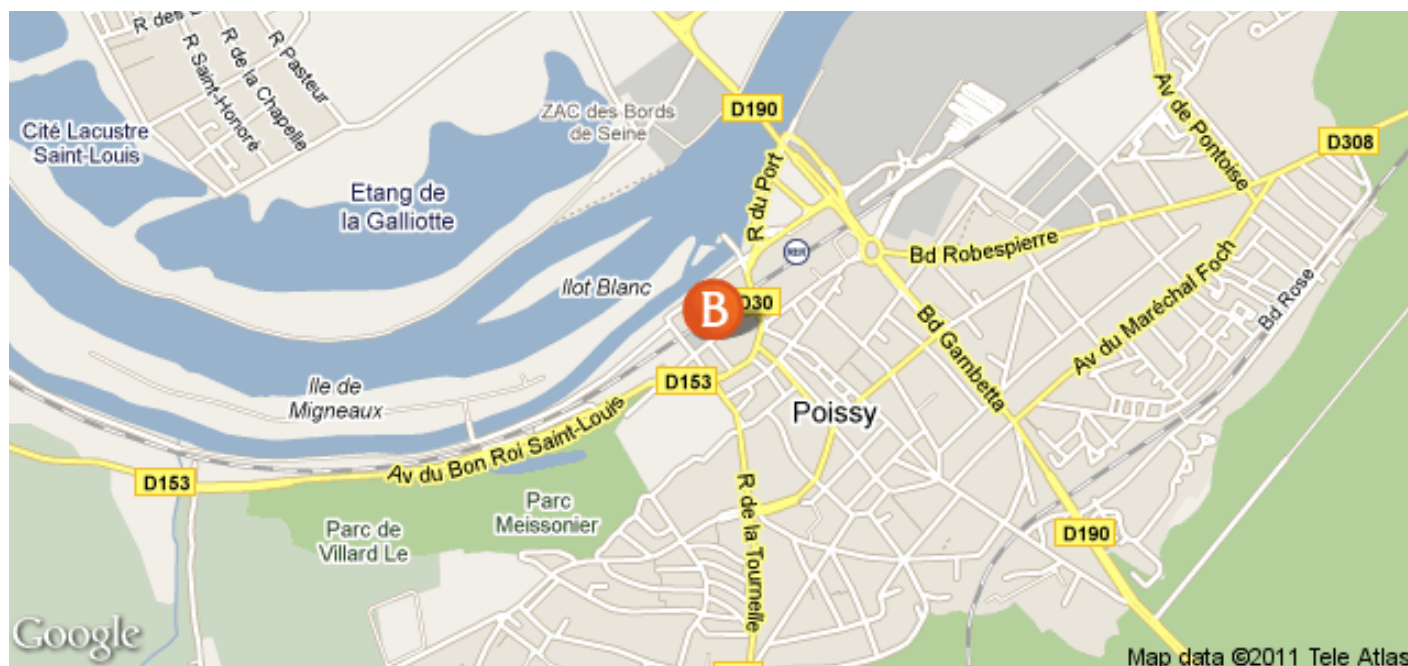 R des
R Saint-Honoré
R de la Chapelle
R Pasteur
Cité Lacustre
Saint-Louis
ZAC des Bords
de Seine
D190
Av de Pontoise
D308
Etang de
la Galliotte
R du Port
RER
Bd Robespierre
Ilot Blanc
B
D30
Bd Gambetta
Av du Maréchal Foch
Bd Rose
Ile de
Migneaux
D153
Poissy
Av du Bon Roi Saint-Louis
D153
Parc
Meissonier
Parc de
Villard Le
R de la Tournelle
D190
Google
Map data ©2011 Tele Atlas